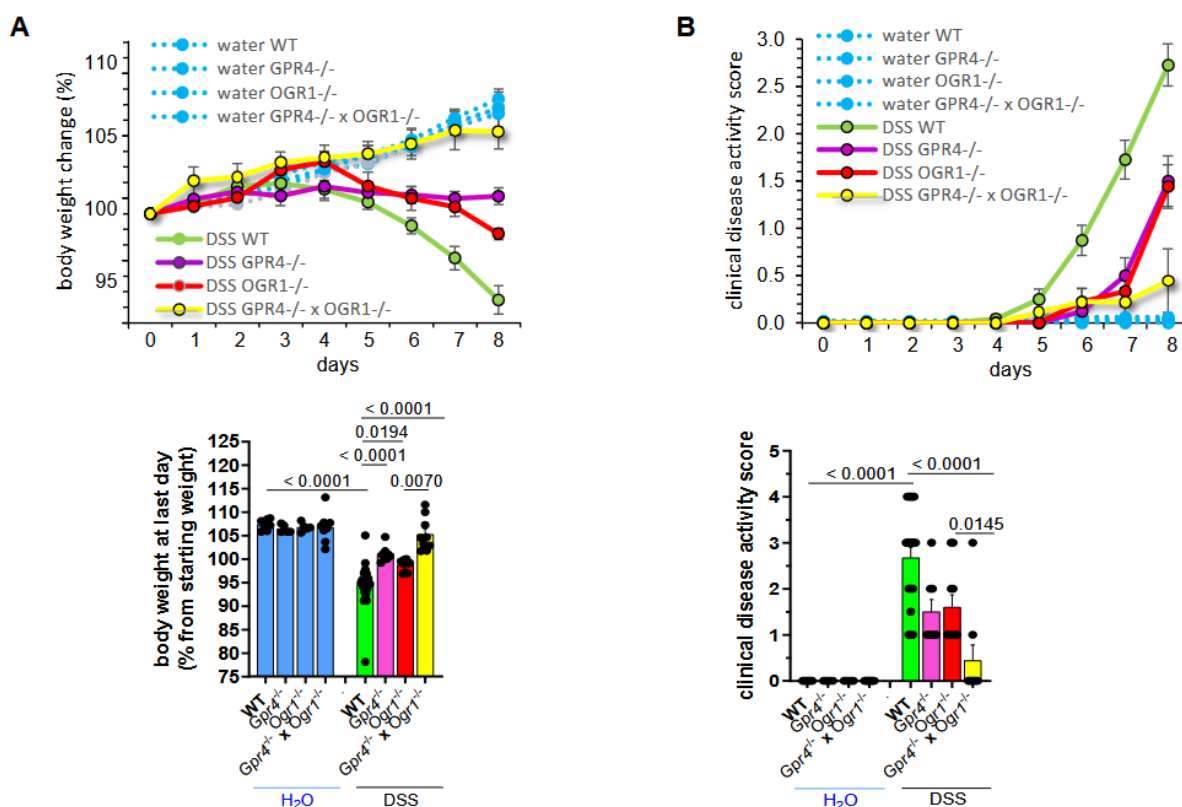 A
body weight change (%)
110
105
100
95
water WT
water GPR4-/-
water OGR1-/-
water GPR4-/- x OGR1-/-
DSS WT
DSS GPR4-/-
DSS OGR1-/-
DSS GPR4-/- x OGR1-/-
0 1 2 3 4 5 6 7 8
days
B
clinical disease activity score
3.0
2.5
2.0
1.5
1.0
0.5
0.0
water WT
water GPR4-/-
water OGR1-/-
water GPR4-/- x OGR1-/-
DSS WT
DSS GPR4-/-
DSS OGR1-/-
DSS GPR4-/- x OGR1-/-
0 1 2 3 4 5 6 7 8
days
body weight at last day
(% from starting weight)
125
120
115
110
105
100
95
90
85
80
75
< 0.0001
0.0194
< 0.0001
< 0.0001
0.0070
WT
Gpr4-/-
Ogr1-/-
Gpr4-/- x Ogr1-/-
WT
Gpr4-/-
Ogr1-/-
Gpr4-/- x Ogr1-/-
H2O
DSS
clinical disease activity score
5
4
3
2
1
0
< 0.0001
< 0.0001
0.0145
WT
Gpr4-/-
Ogr1-/-
Gpr4-/- x Ogr1-/-
WT
Gpr4-/-
Ogr1-/-
Gpr4-/- x Ogr1-/-
H2O
DSS